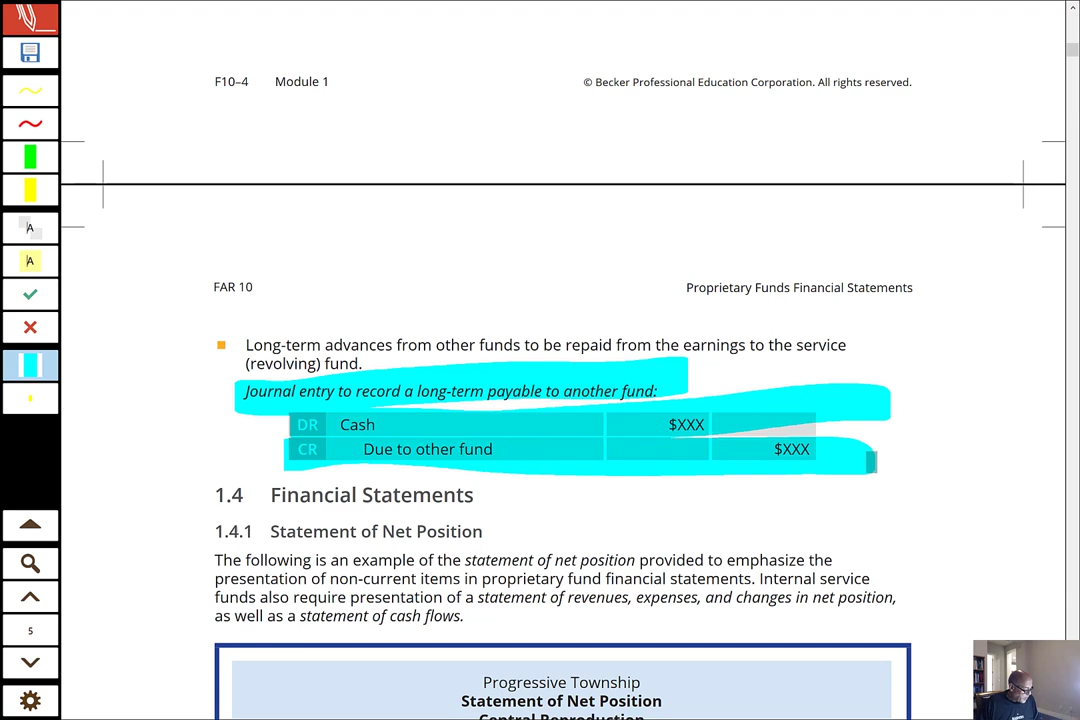 F10–4 Module 1 © Becker Professional Education Corporation. All rights reserved.
FAR 10 Proprietary Funds Financial Statements
Long-term advances from other funds to be repaid from the earnings to the service
(revolving) fund.
Journal entry to record a long-term payable to another fund:
DR Cash $XXX
CR Due to other fund $XXX
1.4 Financial Statements
1.4.1 Statement of Net Position
The following is an example of the statement of net position provided to emphasize the
presentation of non-current items in proprietary fund financial statements. Internal service
funds also require presentation of a statement of revenues, expenses, and changes in net position,
as well as a statement of cash flows.
Progressive Township
Statement of Net Position
Central Reproduction
A
A
5